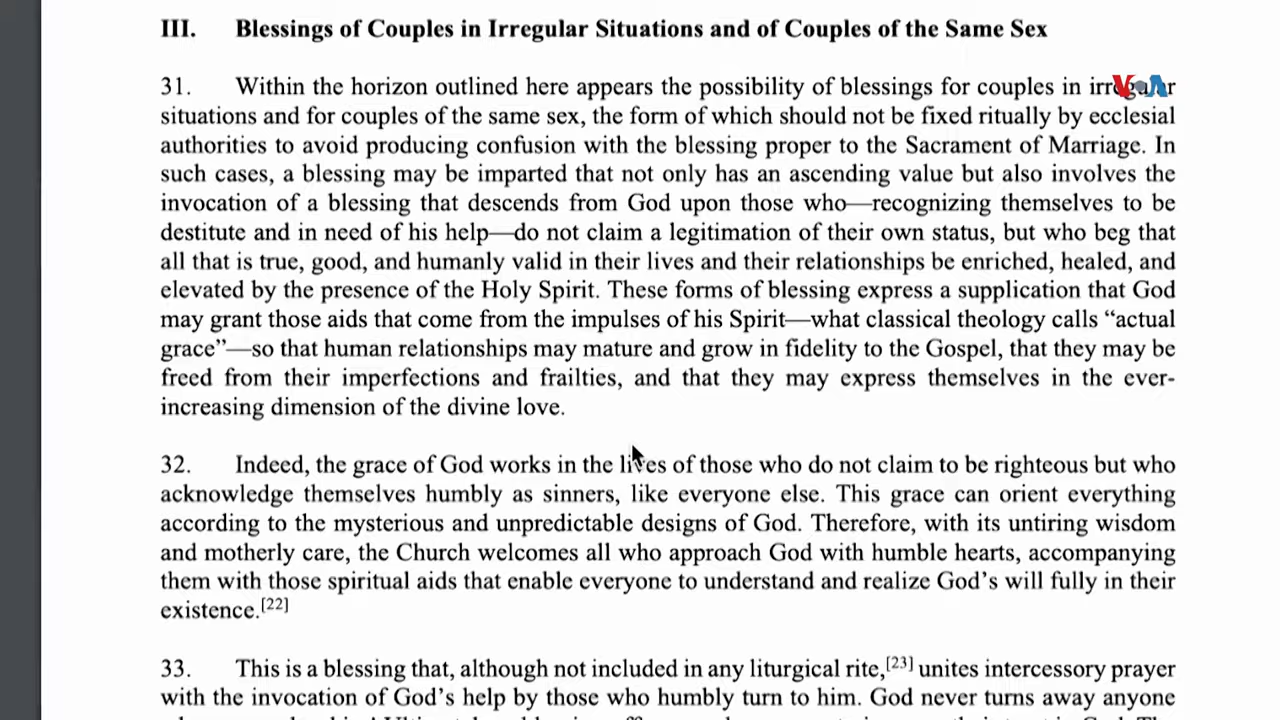 III. Blessings of Couples in Irregular Situations and of Couples of the Same Sex
31. Within the horizon outlined here appears the possibility of blessings for couples in irregular
VOA
situations and for couples of the same sex, the form of which should not be fixed ritually by ecclesial
authorities to avoid producing confusion with the blessing proper to the Sacrament of Marriage. In
such cases, a blessing may be imparted that not only has an ascending value but also involves the
invocation of a blessing that descends from God upon those who—recognizing themselves to be
destitute and in need of his help—do not claim a legitimation of their own status, but who beg that
all that is true, good, and humanly valid in their lives and their relationships be enriched, healed, and
elevated by the presence of the Holy Spirit. These forms of blessing express a supplication that God
may grant those aids that come from the impulses of his Spirit—what classical theology calls “actual
grace”—so that human relationships may mature and grow in fidelity to the Gospel, that they may be
freed from their imperfections and frailties, and that they may express themselves in the ever-
increasing dimension of the divine love.
32. Indeed, the grace of God works in the lives of those who do not claim to be righteous but who
acknowledge themselves humbly as sinners, like everyone else. This grace can orient everything
according to the mysterious and unpredictable designs of God. Therefore, with its untiring wisdom
and motherly care, the Church welcomes all who approach God with humble hearts, accompanying
them with those spiritual aids that enable everyone to understand and realize God’s will fully in their
existence.[22]
33. This is a blessing that, although not included in any liturgical rite,[23] unites intercessory prayer
with the invocation of God’s help by those who humbly turn to him. God never turns away anyone